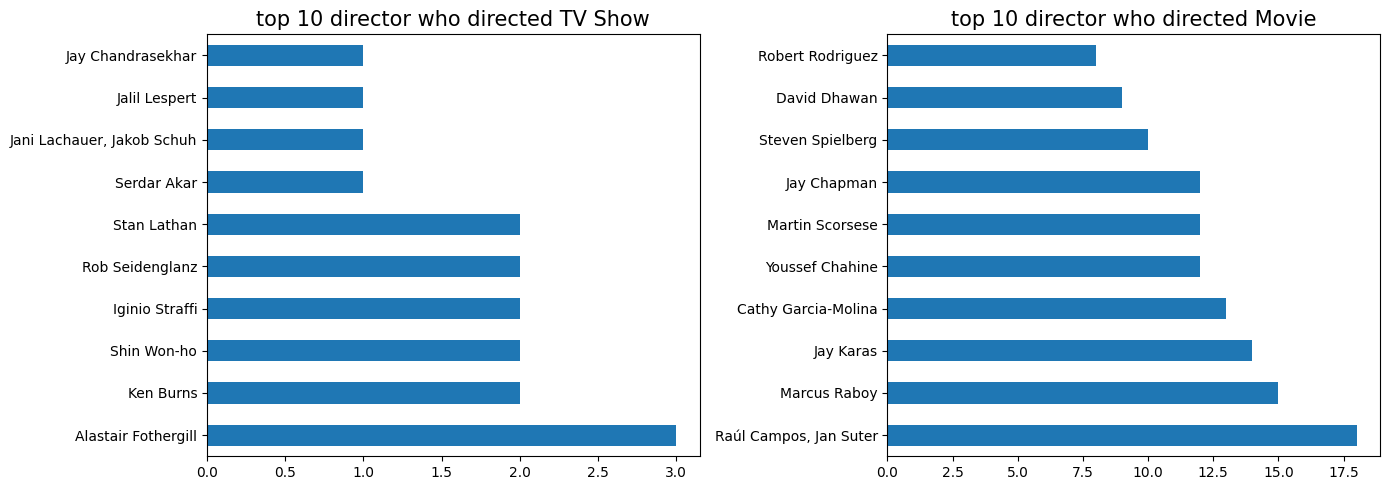 top 10 director who directed TV Show
Jay Chandrasekhar
Jalil Lespert
Jani Lachauer, Jakob Schuh
Serdar Akar
Stan Lathan
Rob Seidenglanz
Iginio Straffi
Shin Won-ho
Ken Burns
Alastair Fothergill
0.0 0.5 1.0 1.5 2.0 2.5 3.0
top 10 director who directed Movie
Robert Rodriguez
David Dhawan
Steven Spielberg
Jay Chapman
Martin Scorsese
Youssef Chahine
Cathy Garcia-Molina
Jay Karas
Marcus Raboy
Raúl Campos, Jan Suter
0.0 2.5 5.0 7.5 10.0 12.5 15.0 17.5